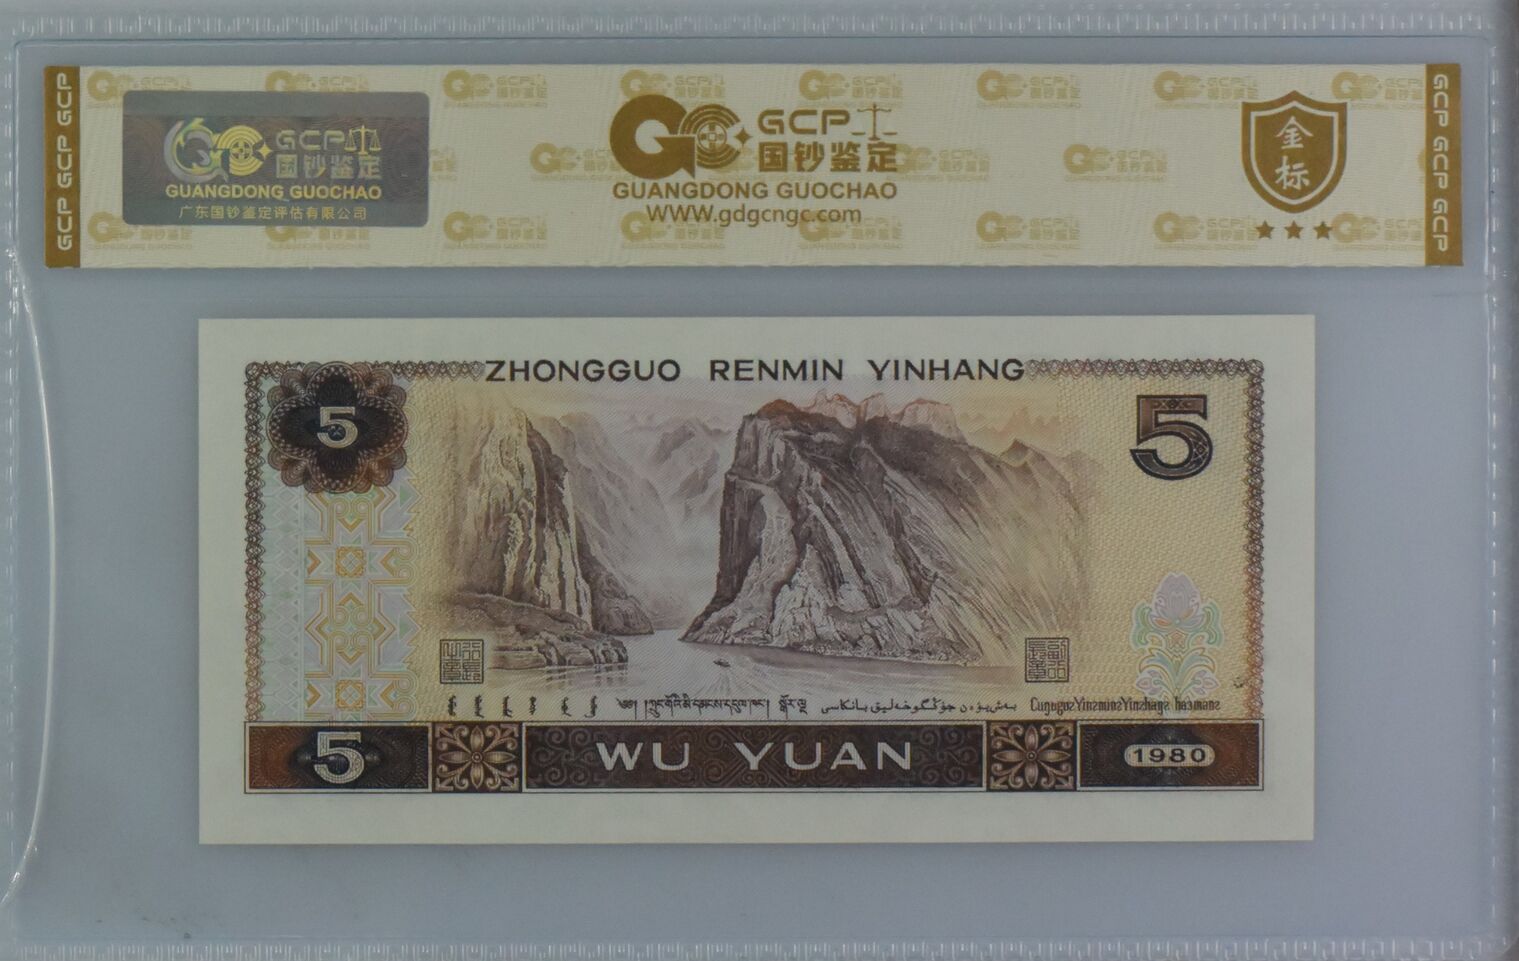 GCP GCP GCP
GCP 国钞鉴定
GUANGDONG GUOCHAO
广东国钞鉴定评估有限公司
GCP
国钞鉴定
GUANGDONG GUOCHAO
WWW.gdgcngc.com
金标
GCP GCP GCP
ZHONGGUO RENMIN YINHANG
5
5
5
WU YUAN
1980